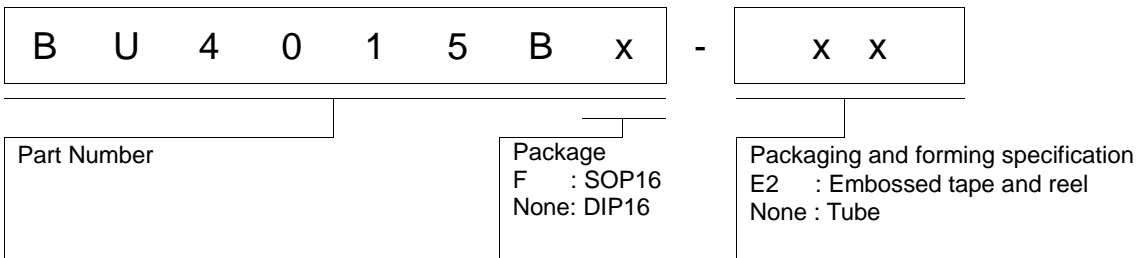 B U 4 0 1 5 B x - x x
Part Number
Package
F : SOP16
None: DIP16
Packaging and forming specification
E2 : Embossed tape and reel
None : Tube